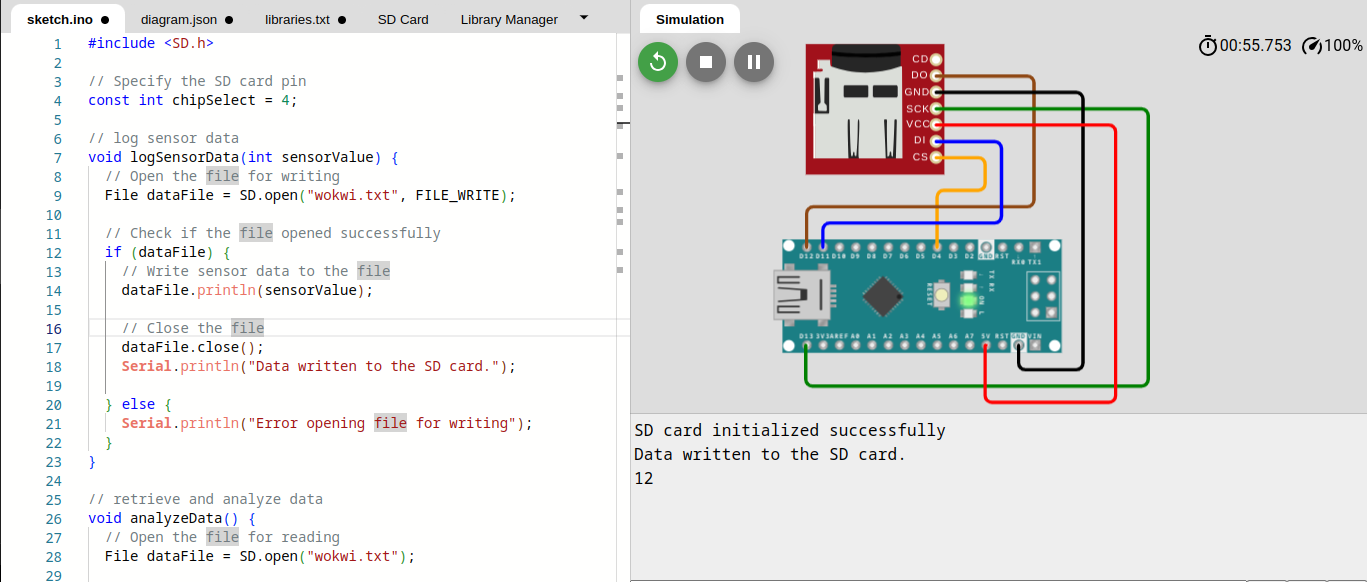 sketch.ino ● diagram.json ● libraries.txt ● SD Card Library Manager
1 #include <SD.h>
2
3 // Specify the SD card pin
4 const int chipSelect = 4;
5
6 // log sensor data
7 void logSensorData(int sensorValue) {
8 // Open the file for writing
9 File dataFile = SD.open("wokwi.txt", FILE_WRITE);
10
11 // Check if the file opened successfully
12 if (dataFile) {
13 // Write sensor data to the file
14 dataFile.println(sensorValue);
15
16 // Close the file
17 dataFile.close();
18 Serial.println("Data written to the SD card.");
19
20 } else {
21 Serial.println("Error opening file for writing");
22 }
23 }
24
25 // retrieve and analyze data
26 void analyzeData() {
27 // Open the file for reading
28 File dataFile = SD.open("wokwi.txt");
29
Simulation
00:55.753 100%
CD
DO
GND
SCK
VCC
DI
CS
D12 D11 D10 D9 D8 D7 D6 D5 D4 D3 D2 GND RST RX0 TX1
RESET
TX RX ON L
D13 3V3 AREF A0 A1 A2 A3 A4 A5 A6 A7 5V RST GND VIN
SD card initialized successfully
Data written to the SD card.
12